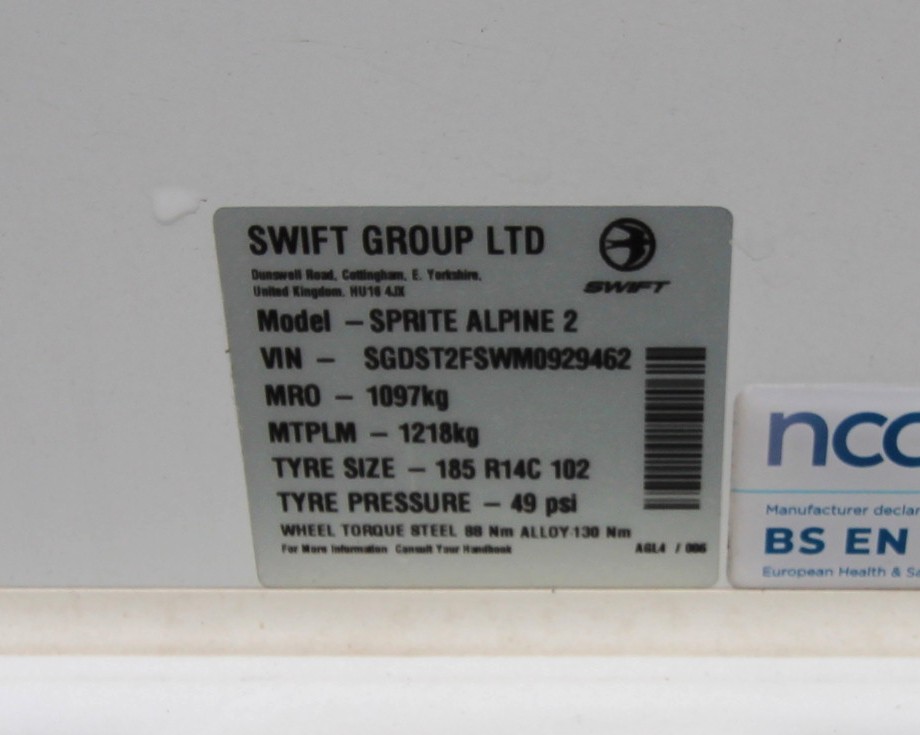 SWIFT GROUP LTD
SWIFT
Dunswell Road, Cottingham, E. Yorkshire,
United Kingdom. HU16 4JX
Model – SPRITE ALPINE 2
VIN – SGDST2FSWM0929462
MRO – 1097kg
MTPLM – 1218kg
TYRE SIZE – 185 R14C 102
TYRE PRESSURE – 49 psi
WHEEL TORQUE STEEL 88 Nm ALLOY-130 Nm
For More Information Consult Your Handbook
AGL4 / 006
ncc
Manufacturer declar
BS EN
European Health & Sa